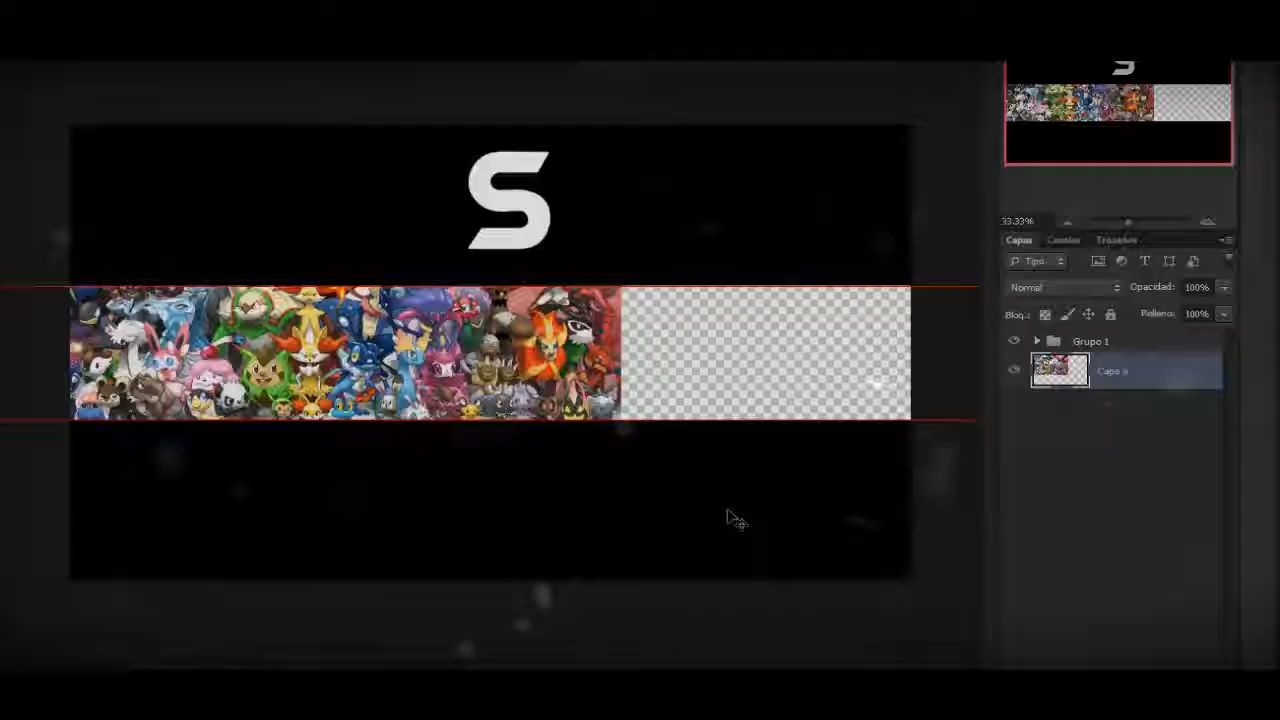 S
S
33.33%
Capas
Canales
Trazados
Tipo
Normal
Opacidad: 100%
Bloq.:
Relleno: 100%
Grupo 1